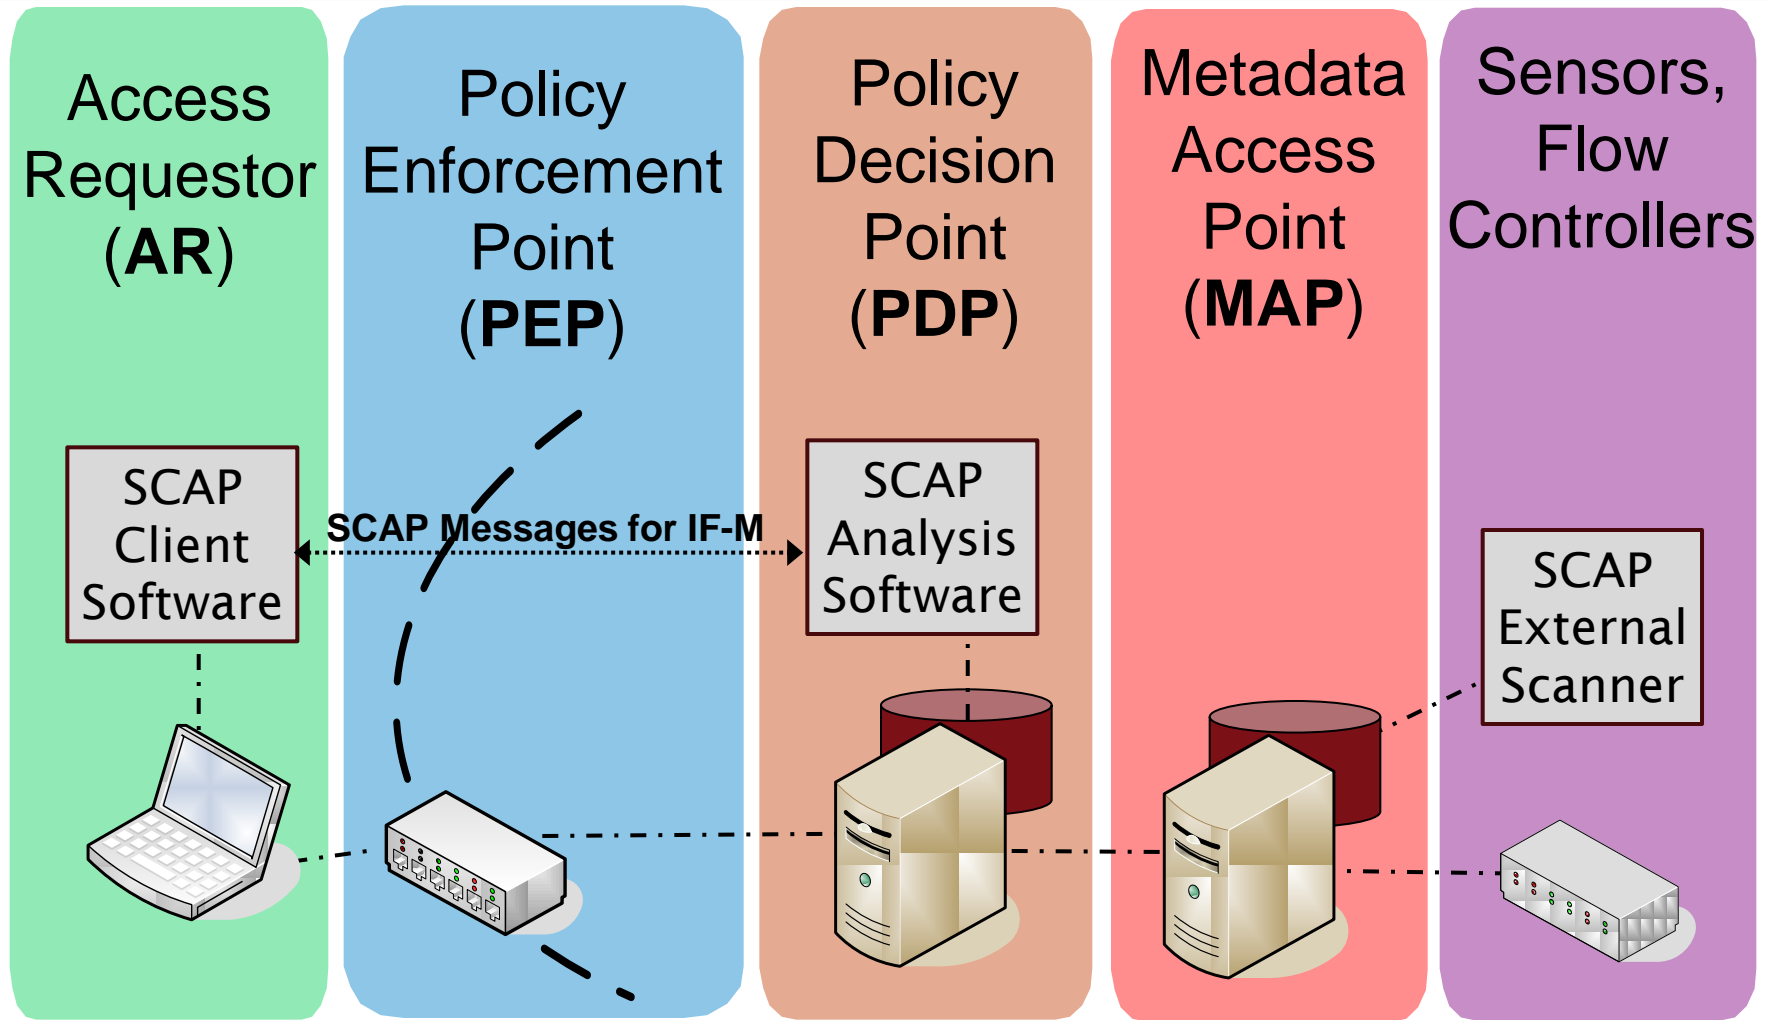 Access
Requestor
(AR)
Policy
Enforcement
Point
(PEP)
Policy
Decision
Point
(PDP)
Metadata
Access
Point
(MAP)
Sensors,
Flow
Controllers
SCAP
Client
Software
SCAP Messages for IF-M
SCAP
Analysis
Software
SCAP
External
Scanner